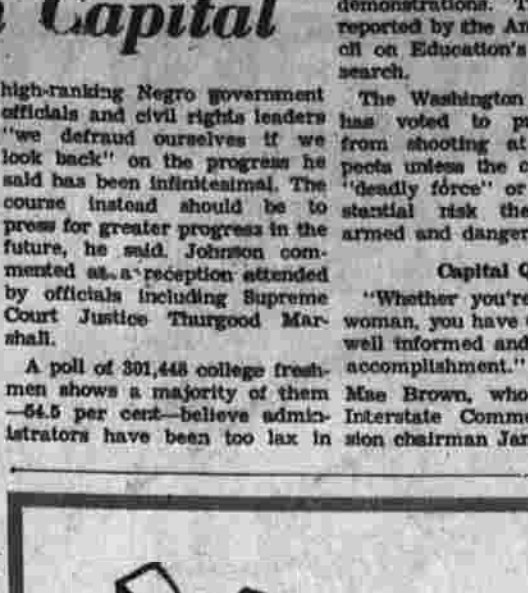 Capital
high-ranking Negro government
officials and civil rights leaders
"we defraud ourselves if we
look back" on the progress he
said has been infinitesimal. The
course instead should be to
press for greater progress in the
future, he said. Johnson com-
mented at a reception attended
by officials including Supreme
Court Justice Thurgood Mar-
shall.
A poll of 301,448 college fresh-
men shows a majority of them
—54.5 per cent—believe admin-
istrators have been too lax in
demonstrations.
reported by the
cil on Education's
search.
The Washington
has voted to
from shooting at
pects unless the
"deadly force" or
stantial risk
armed and danger
Capital
"Whether you're
woman, you have
well informed and
accomplishment."
Mae Brown, who
Interstate Comme
sion chairman